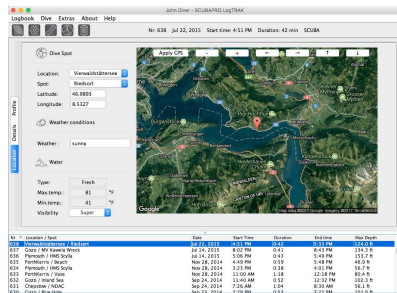 John Diver - SCUBAPRO LogTRAK
Logbook Dive Extras About Help
Nr: 638 Jul 22, 2015 Start time: 4:51 PM Duration: 42 min SCUBA
Profile
Details
Location
Dive Spot
Location: Vierwaldstättersee
Spot: Riedsort
Latitude: 46.9893
Longitude: 8.5327
Weather conditions
Weather : sunny
Water
Type: Fresh
Max.temp.: 81 °F
Min.temp.: 41 °F
Visibility Super
Apply GPS - + ← → ↑ ↓
Google
Nr Location / Spot Date Start Time Duration End time Max Depth
638 Vierwaldstättersee / Riedsort Jul 22, 2015 4:51 PM 0:42 5:33 PM 124.0 ft
637 Gozo / MV Kawela Wreck Jul 14, 2015 8:02 PM 0:41 8:43 PM 134.3 ft
636 Plymouth / HMS Scylla Jul 14, 2015 5:06 PM 0:43 5:49 PM 153.7 ft
635 PortKerris / Beach Nov 28, 2014 4:49 PM 0:59 5:48 PM 46.9 ft
634 Plymouth / HMS Scylla Nov 28, 2014 3:23 PM 0:38 4:01 PM 56.7 ft
633 PortKerris / Vase Nov 28, 2014 11:00 AM 1:18 12:18 PM 80.4 ft
632 Gozo / Inland Sea Sep 24, 2014 11:40 AM 0:52 12:32 PM 102.3 ft
631 Chepstow / NDAC Sep 24, 2014 7:26 AM 1:04 8:30 AM 56.1 ft